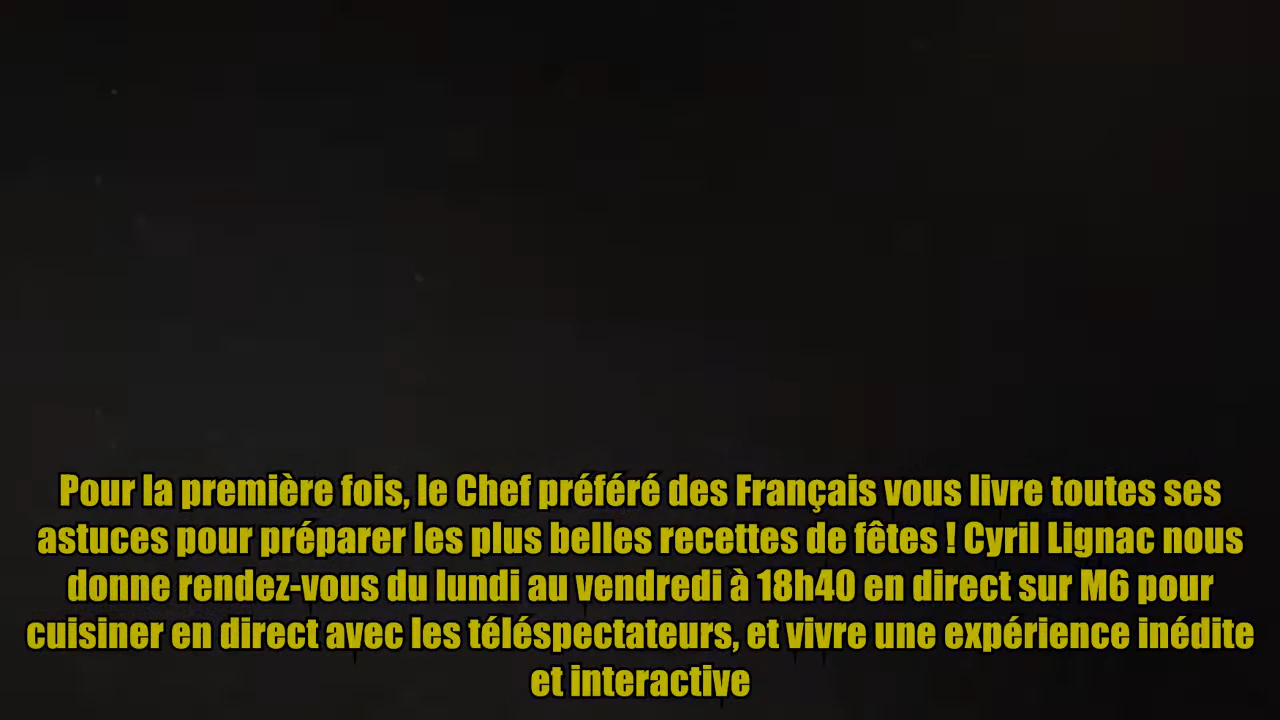 Pour la première fois, le Chef préféré des Français vous livre toutes ses
astuces pour préparer les plus belles recettes de fêtes ! Cyril Lignac nous
donne rendez-vous du lundi au vendredi à 18h40 en direct sur M6 pour
cuisiner en direct avec les téléspectateurs, et vivre une expérience inédite
et interactive